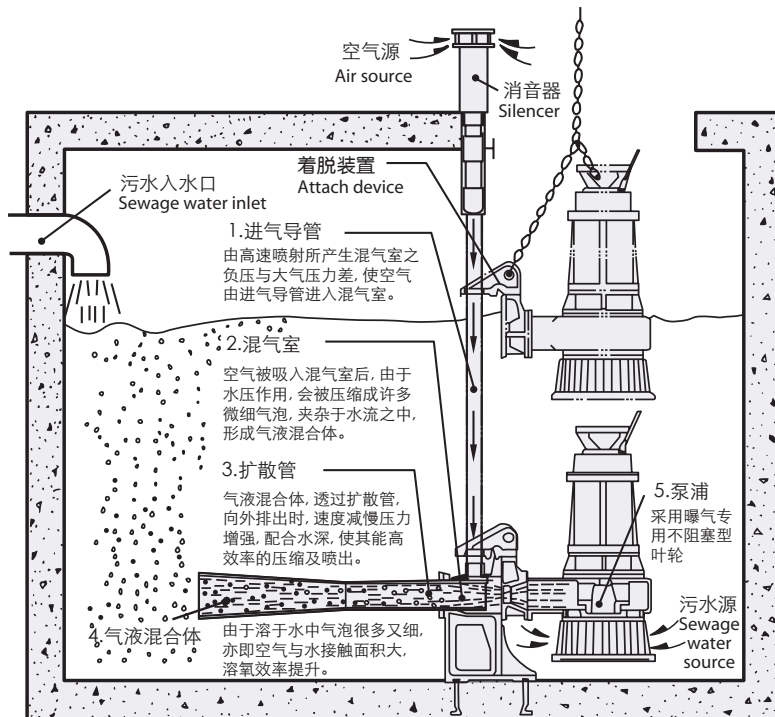 空气源
Air source
消音器
Silencer
着脱装置
Attach device
污水入水口
Sewage water inlet
1.进气导管
由高速喷射所产生混气室之
负压与大气压力差, 使空气
由进气导管进入混气室。
2.混气室
空气被吸入混气室后, 由于
水压作用, 会被压缩成许多
微细气泡, 夹杂于水流之中,
形成气液混合体。
3.扩散管
气液混合体, 透过扩散管,
向外排出时, 速度减慢压力
增强, 配合水深, 使其能高
效率的压缩及喷出。
4.气液混合体
由于溶于水中气泡很多又细,
亦即空气与水接触面积大,
溶氧效率提升。
5.泵浦
采用曝气专
用不阻塞型
叶轮
污水源
Sewage
water
source